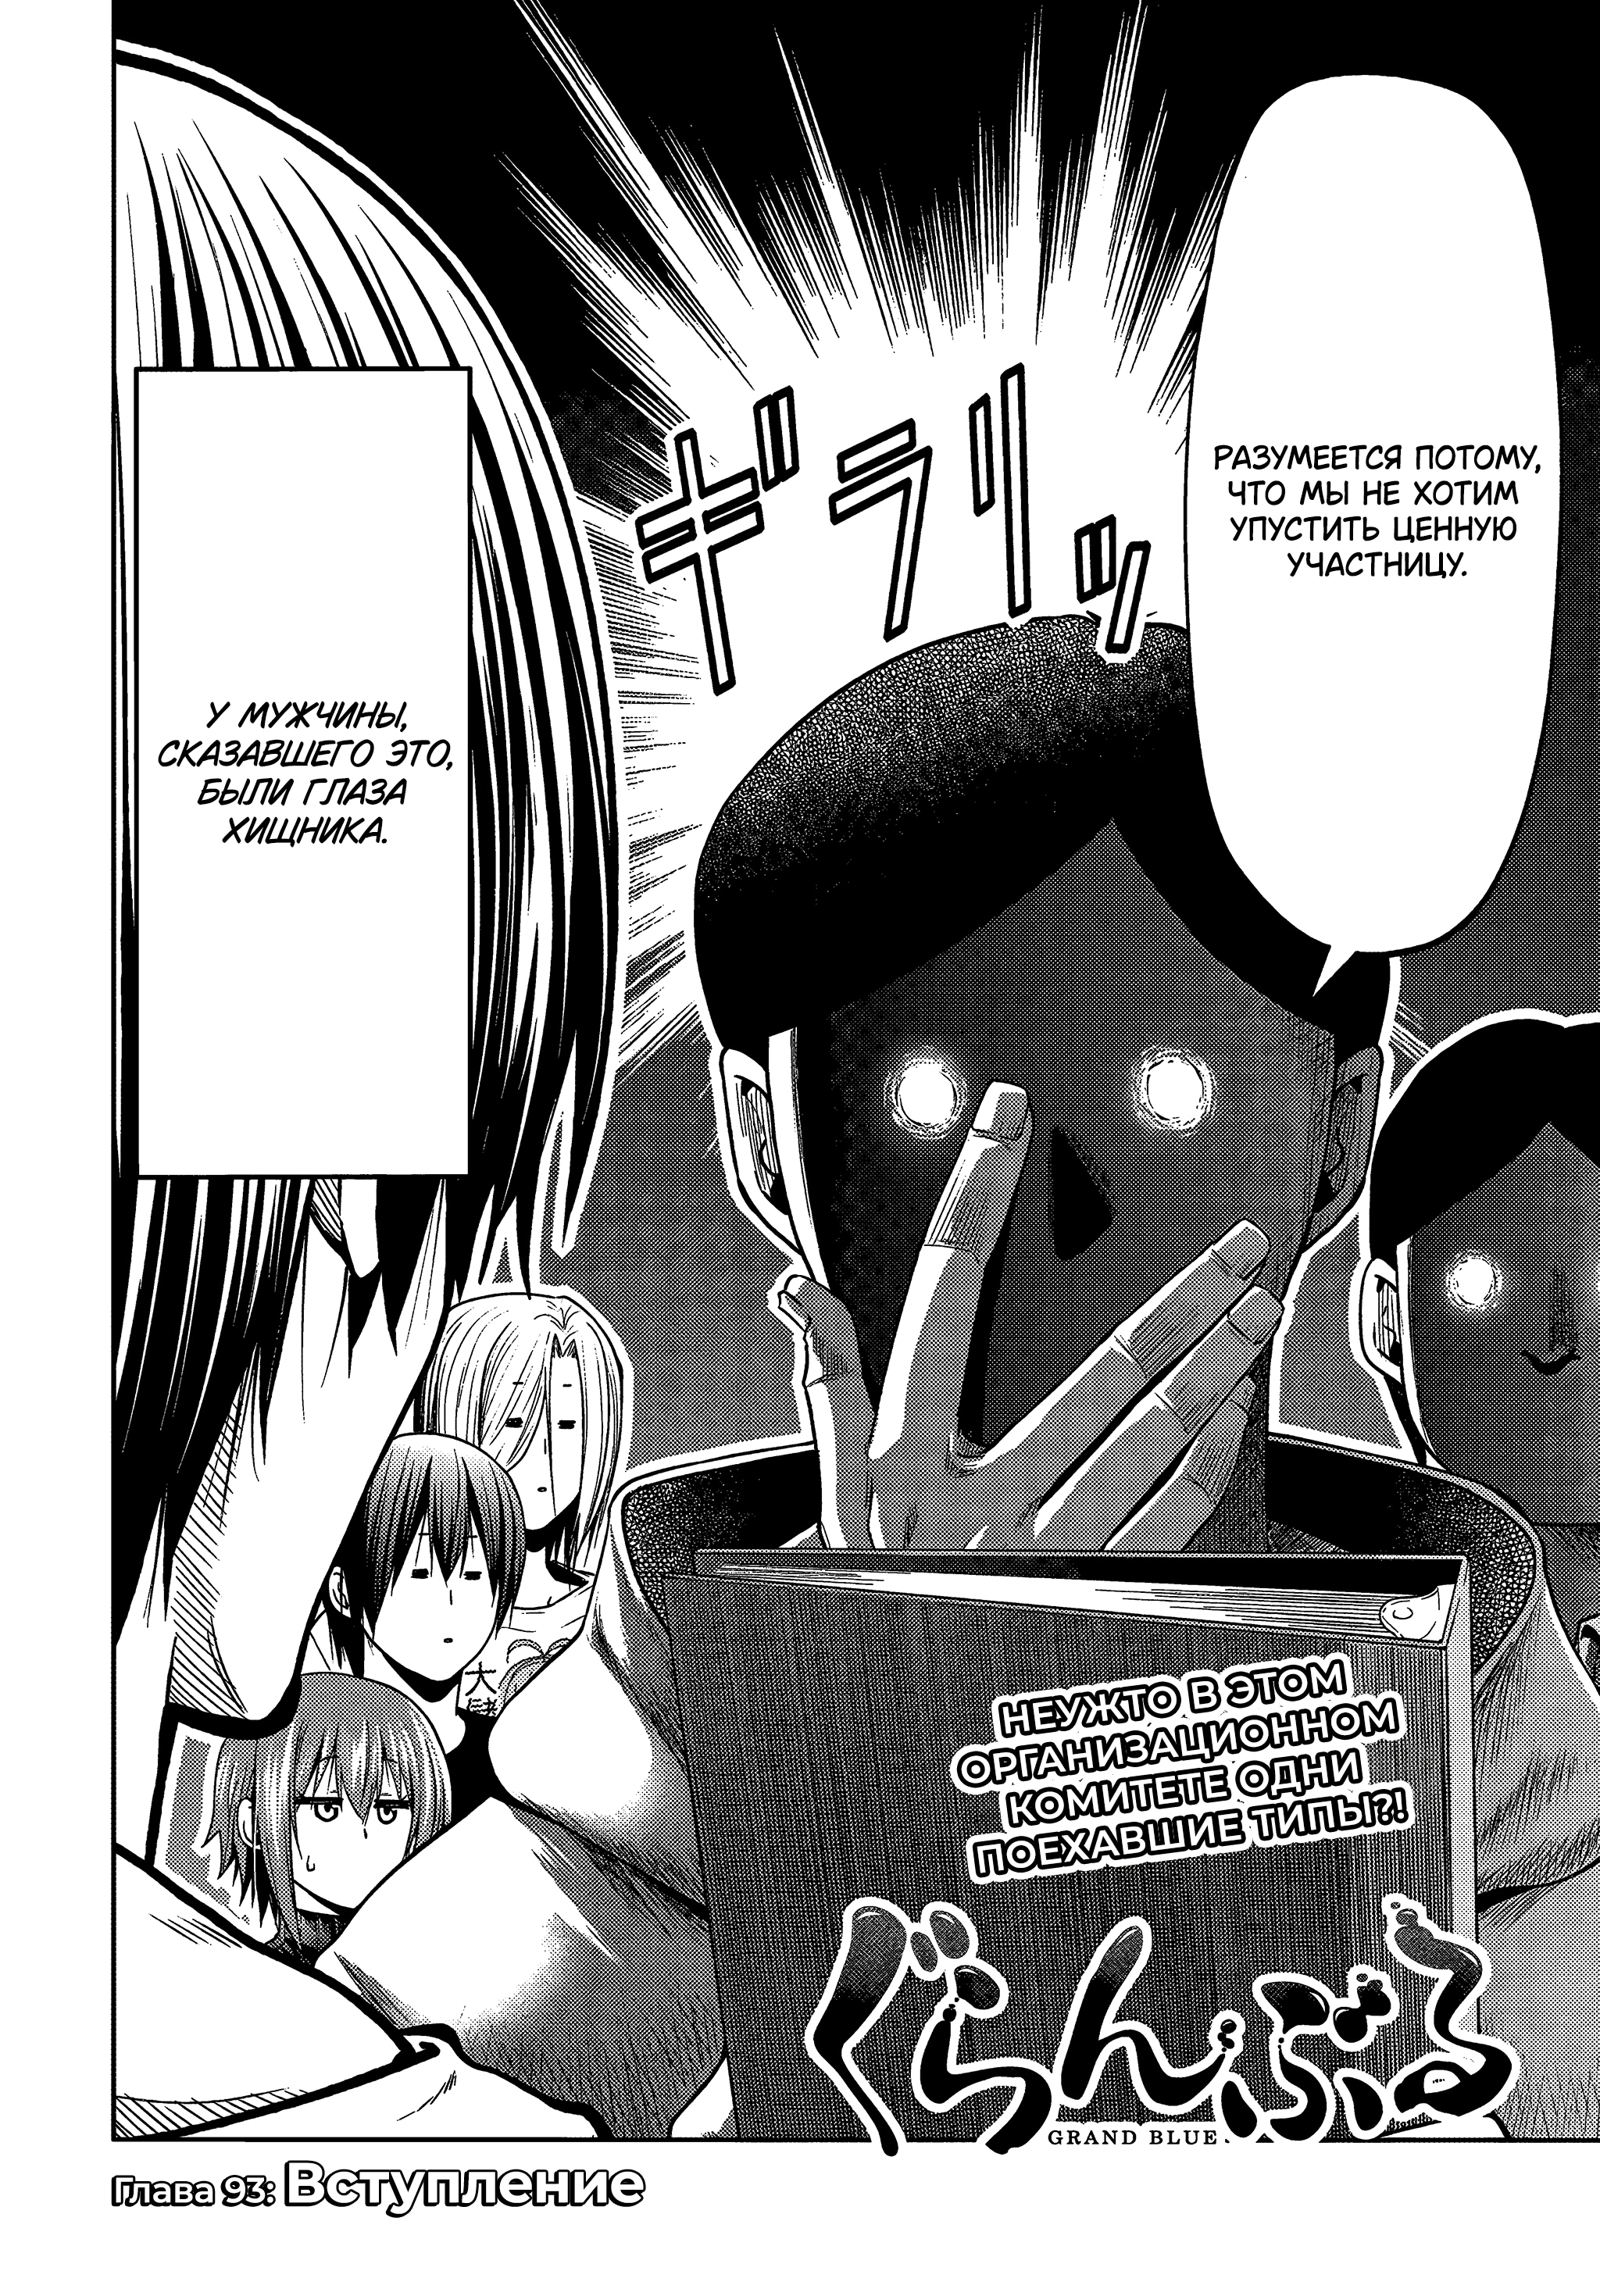 РАЗУМЕЕТСЯ ПОТОМУ,
ЧТО МЫ НЕ ХОТИМ
УПУСТИТЬ ЦЕННУЮ
УЧАСТНИЦУ.
ギラリッ
У МУЖЧИНЫ,
СКАЗАВШЕГО ЭТО,
БЫЛИ ГЛАЗА
ХИЩНИКА.
大
НЕУЖТО В ЭТОМ
ОРГАНИЗАЦИОННОМ
КОМИТЕТЕ ОДНИ
ПОЕХАВШИЕ ТИПЫ?!
ぐらんぶる
GRAND BLUE
Глава 93: Вступление